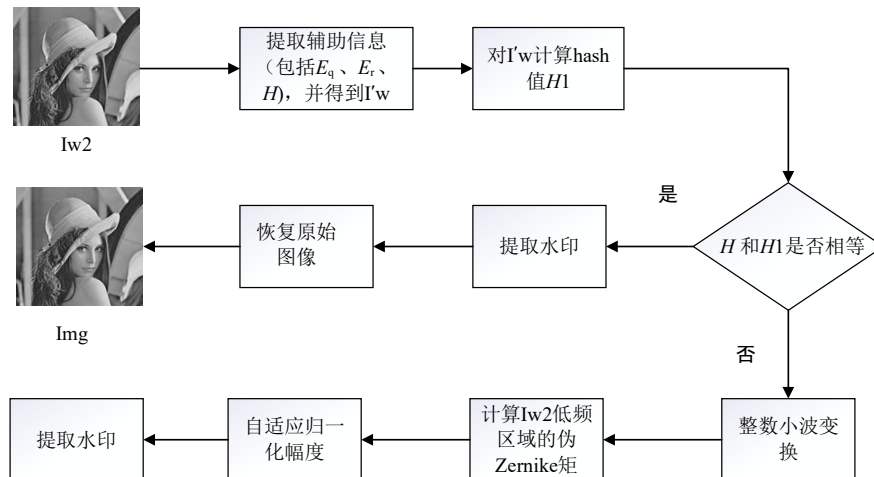 提取辅助信息
（包括Eq、Er、
H)，并得到I'w
对I'w计算hash
值H1
Iw2
是
恢复原始
图像
提取水印
H 和H1是否相等
Img
否
提取水印
自适应归一
化幅度
计算Iw2低频
区域的伪
Zernike矩
整数小波变
换